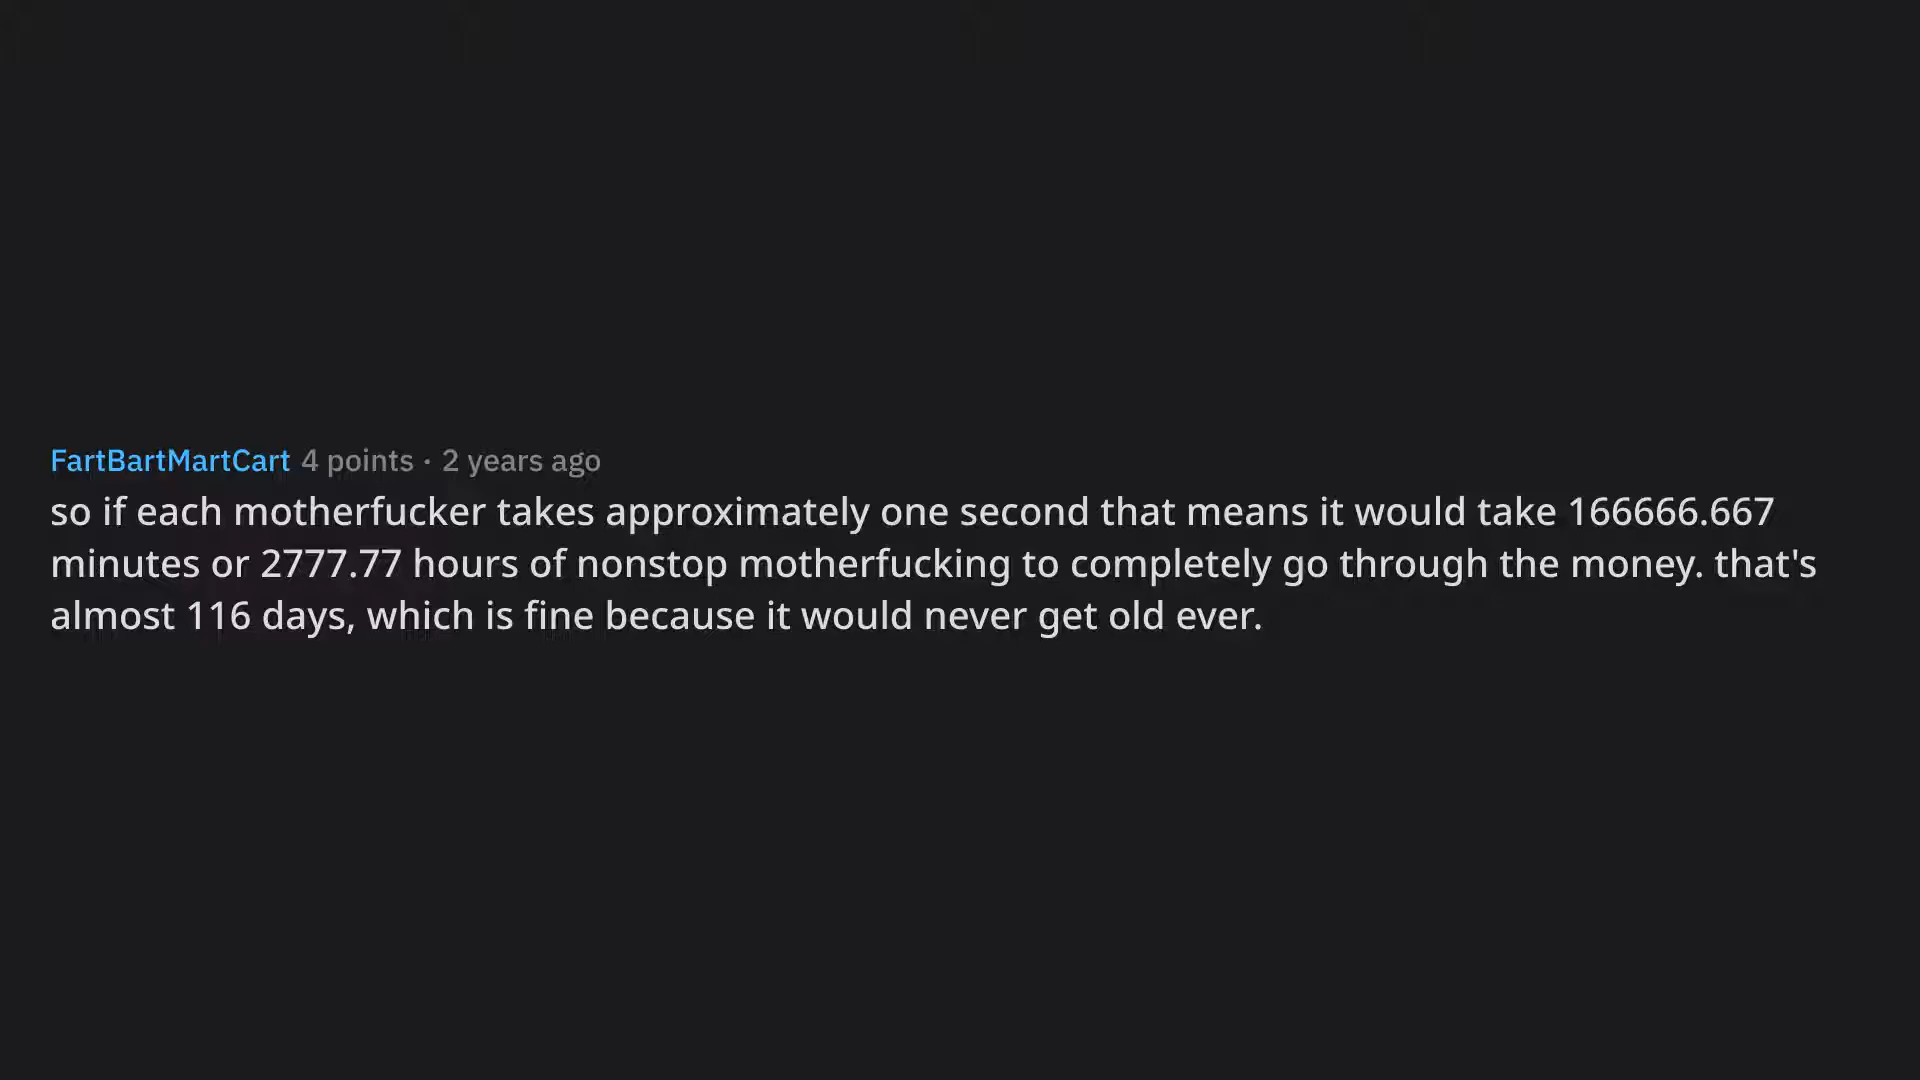 FartBartMartCart 4 points · 2 years ago
so if each motherfucker takes approximately one second that means it would take 166666.667
minutes or 2777.77 hours of nonstop motherfucking to completely go through the money. that's
almost 116 days, which is fine because it would never get old ever.